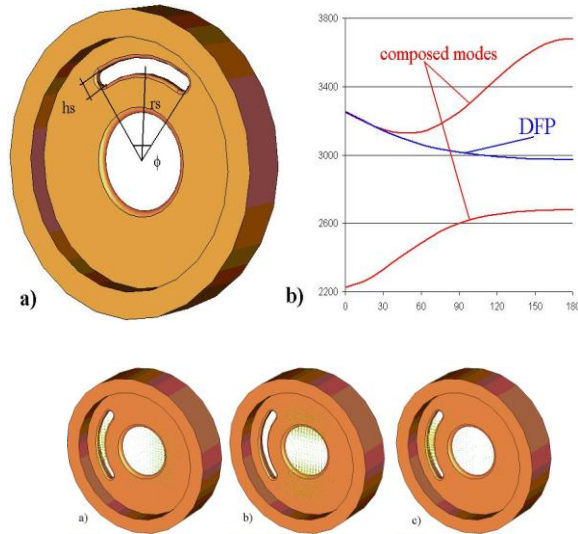 hs
rs
ϕ
a)
3800
3400
3000
2600
2200
0
30
60
90
120
150
180
composed modes
DFP
b)
a)
b)
c)